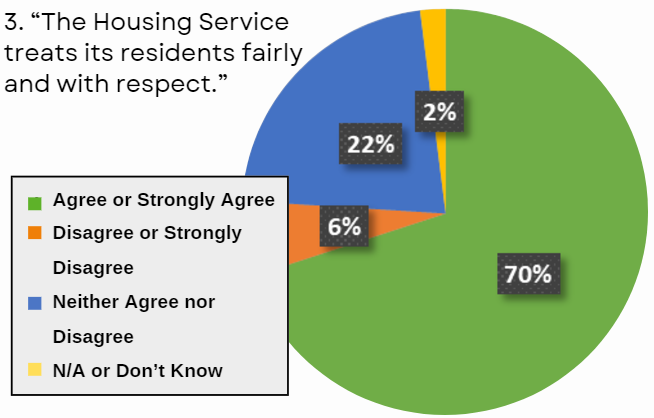 3. “The Housing Service
treats its residents fairly
and with respect.”
2%
22%
6%
70%
Agree or Strongly Agree
Disagree or Strongly
Disagree
Neither Agree nor
Disagree
N/A or Don’t Know